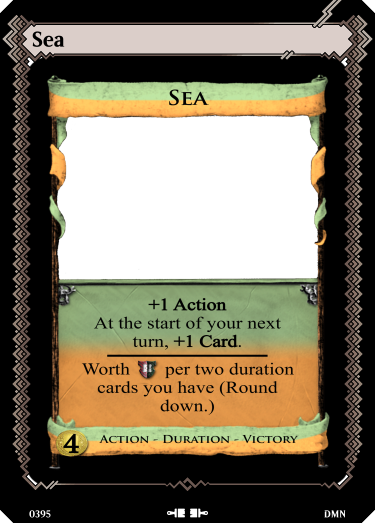 Sea
Sea
+1 Action
At the start of your next
turn, +1 Card.
Worth per two duration
cards you have (Round
down.)
4 Action - Duration - Victory
0395 DMN